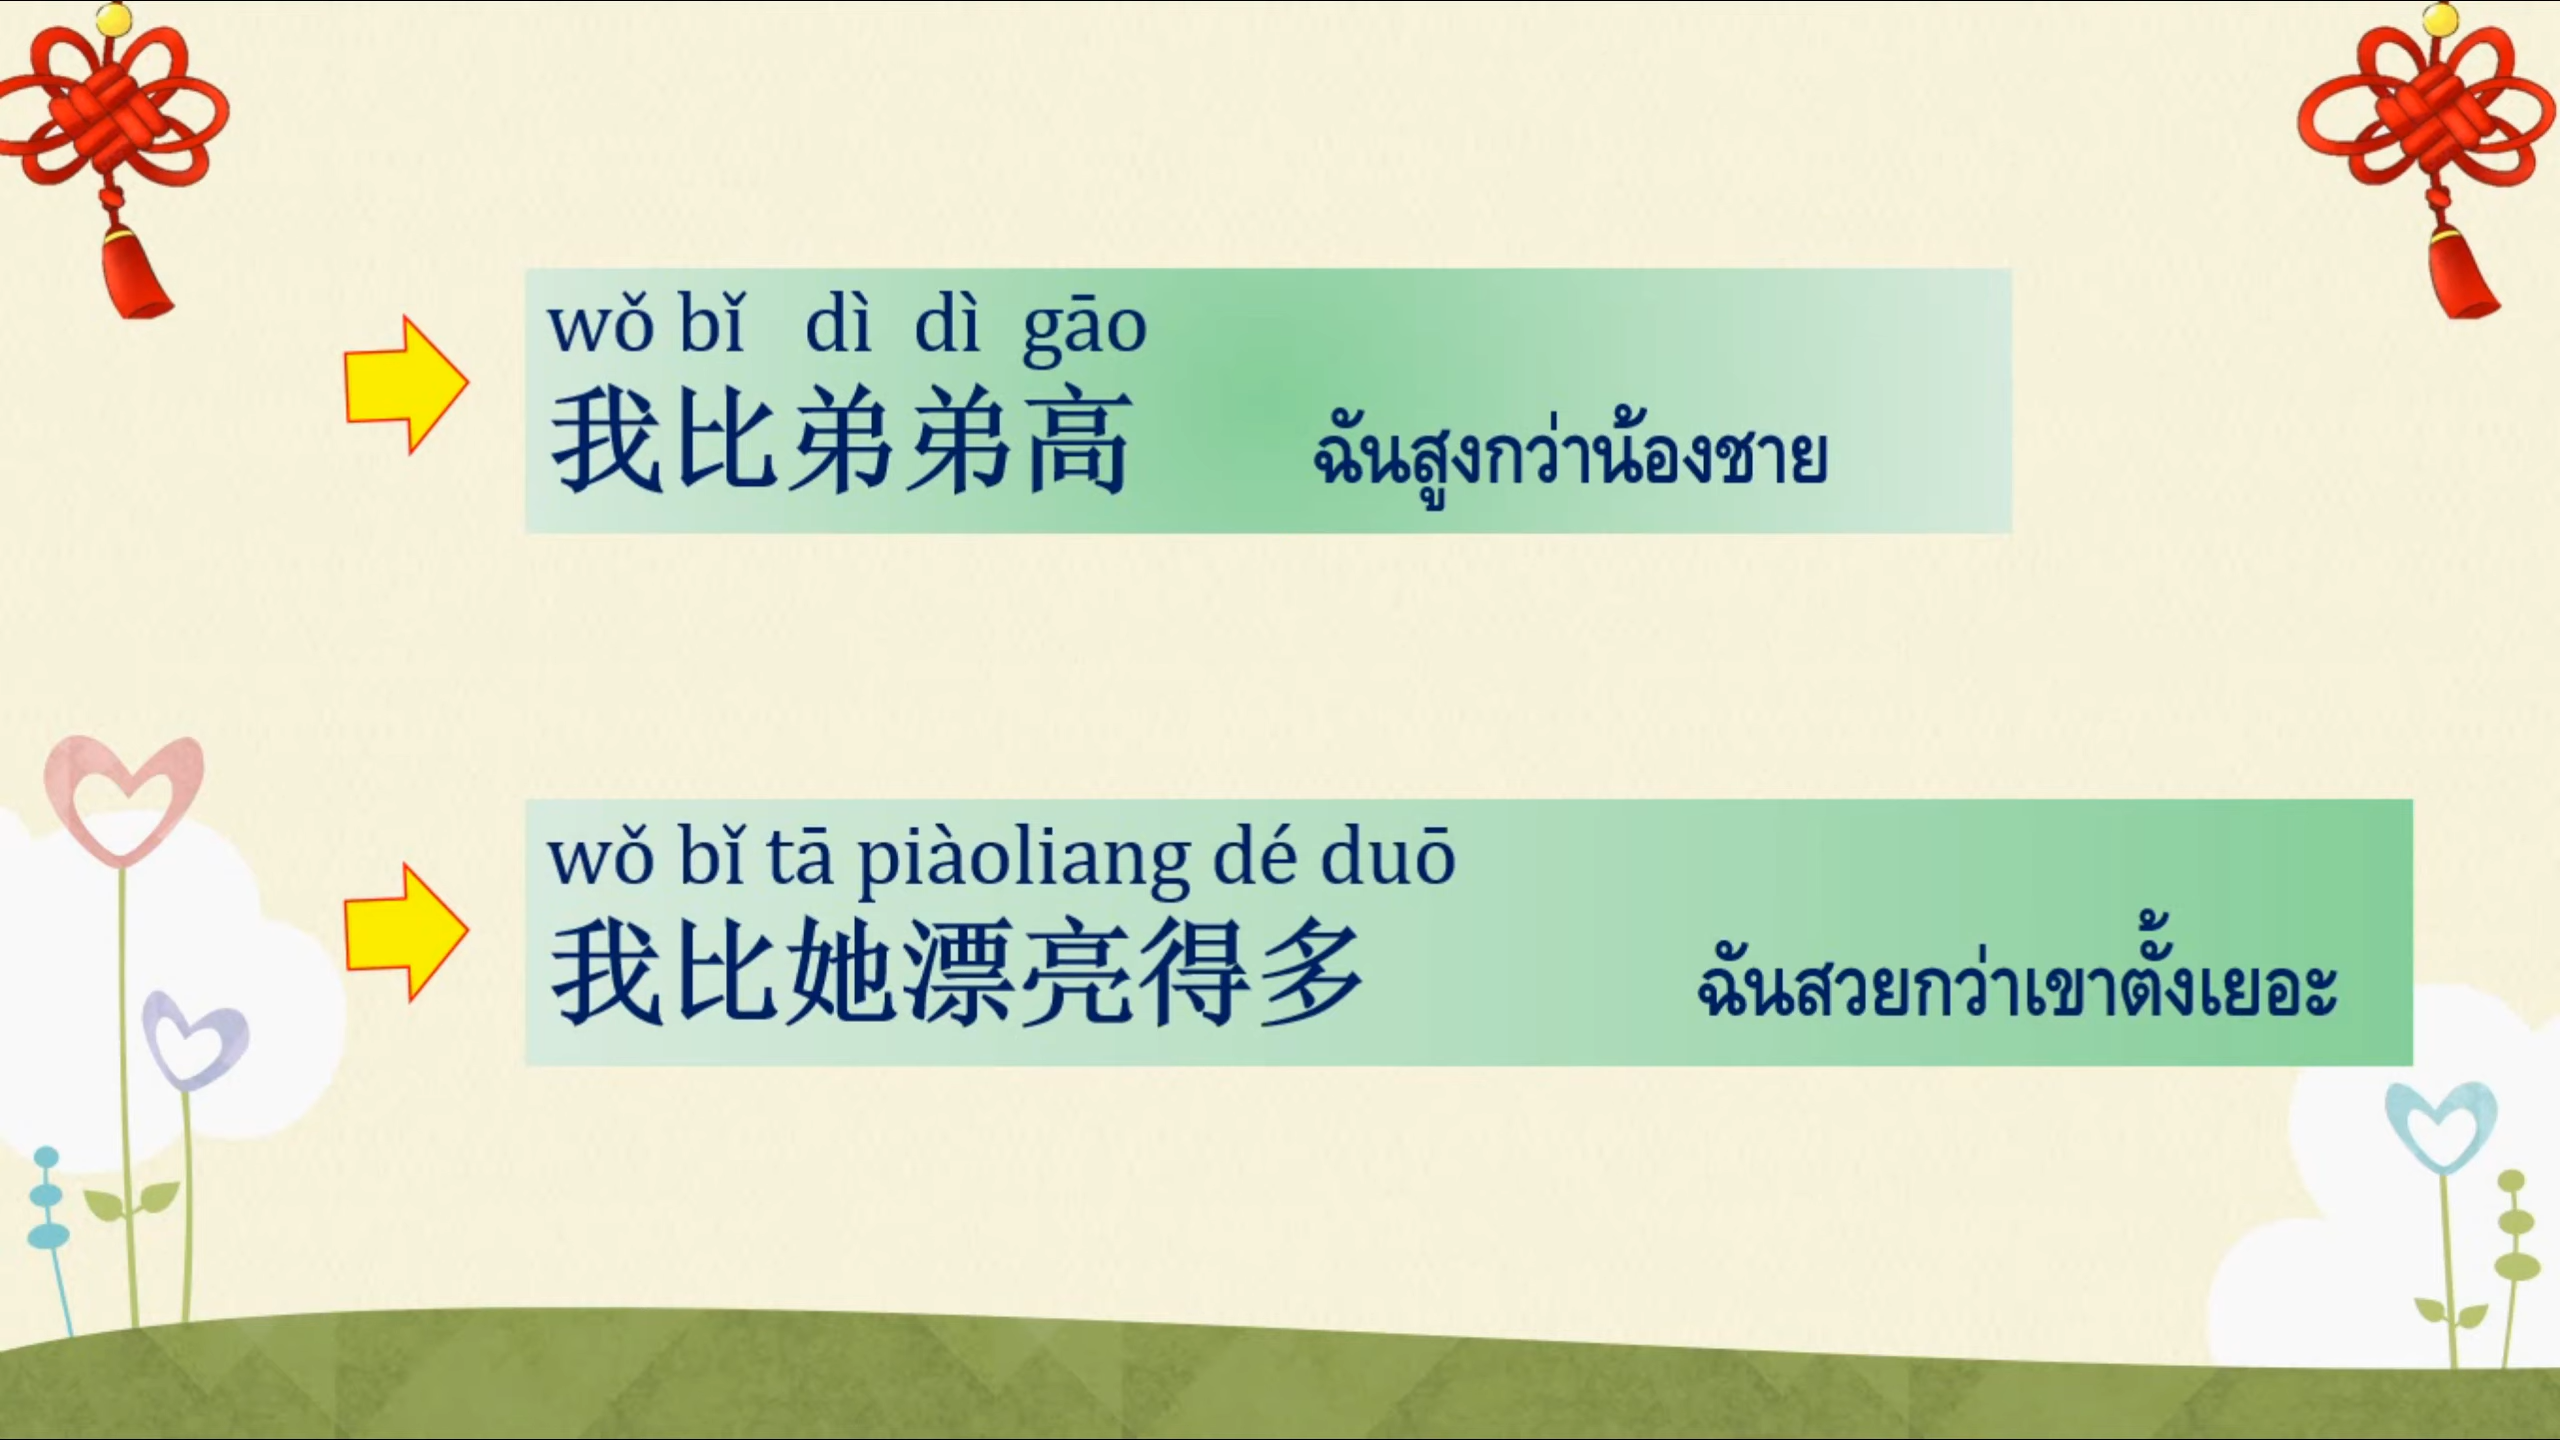 wǒ bǐ dì dì gāo
我比弟弟高 ฉันสูงกว่าน้องชาย
wǒ bǐ tā piàoliang dé duō
我比她漂亮得多 ฉันสวยกว่าเขาตั้งเยอะ